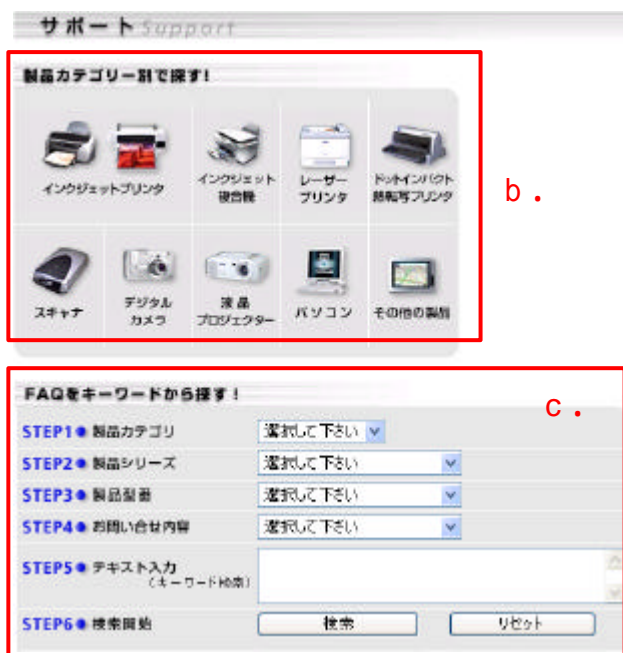 サポート Support
製品カテゴリー別で探す!
インクジェットプリンタ
インクジェット
複合機
レーザー
プリンタ
ドットインパクト
熱転写プリンタ
b.
スキャナ
デジタル
カメラ
液晶
プロジェクター
パソコン
その他の製品
FAQをキーワードから探す!
c.
STEP1 製品カテゴリ 選択して下さい
STEP2 製品シリーズ 選択して下さい
STEP3 製品型番 選択して下さい
STEP4 お問い合せ内容 選択して下さい
STEP5 テキスト入力
(キーワード検索)
STEP6 検索開始 検索 リセット